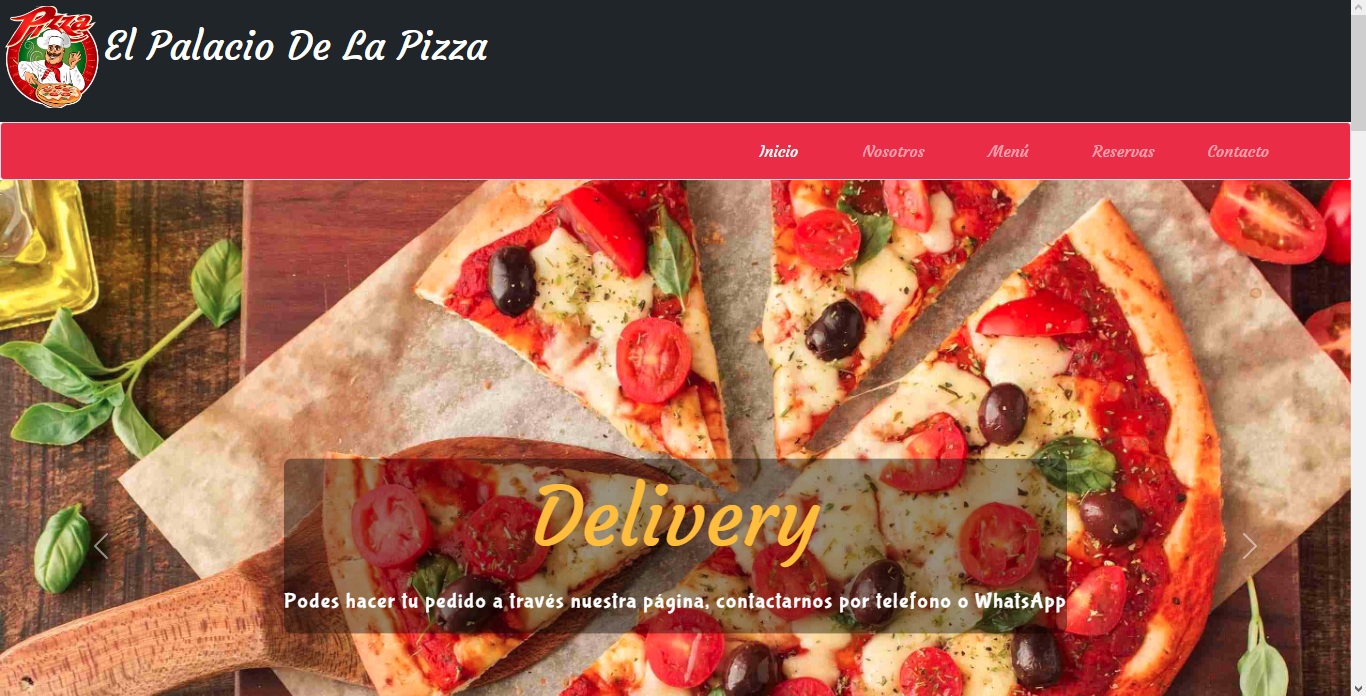 Pizza
El Palacio De La Pizza
Inicio Nosotros Menú Reservas Contacto
Delivery
Podes hacer tu pedido a través nuestra página, contactarnos por telefono o WhatsApp